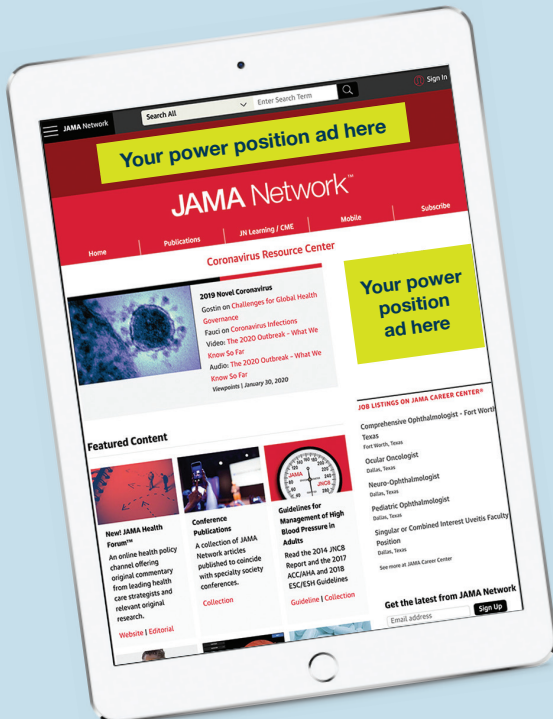 JAMA Network
Search All
Enter Search Term
Sign In
Your power position ad here
JAMA Network™
Home
Publications
JN Learning / CME
Mobile
Subscribe
Coronavirus Resource Center
2019 Novel Coronavirus
Gostin on Challenges for Global Health
Governance
Fauci on Coronavirus Infections
Video: The 2020 Outbreak – What We
Know So Far
Audio: The 2020 Outbreak – What We
Know So Far
Viewpoints | January 30, 2020
Your power
position
ad here
Featured Content
New! JAMA Health
Forum™
An online health policy
channel offering
original commentary
from leading health
care strategists and
relevant original
research.
Website | Editorial
Conference
Publications
A collection of JAMA
Network articles
published to coincide
with specialty society
conferences.
Collection
JAMA
JNC8
Guidelines for
Management of High
Blood Pressure in
Adults
Read the 2014 JNC8
Report and the 2017
ACC/AHA and 2018
ESC/ESH Guidelines
Guideline | Collection
JOB LISTINGS ON JAMA CAREER CENTER®
Comprehensive Ophthalmologist - Fort Worth
Texas
Fort Worth, Texas
Ocular Oncologist
Dallas, Texas
Neuro-Ophthalmologist
Dallas, Texas
Pediatric Ophthalmologist
Dallas, Texas
Singular or Combined Interest Uveitis Faculty
Position
Dallas, Texas
See more at JAMA Career Center
Get the latest from JAMA Network
Email address
Sign Up